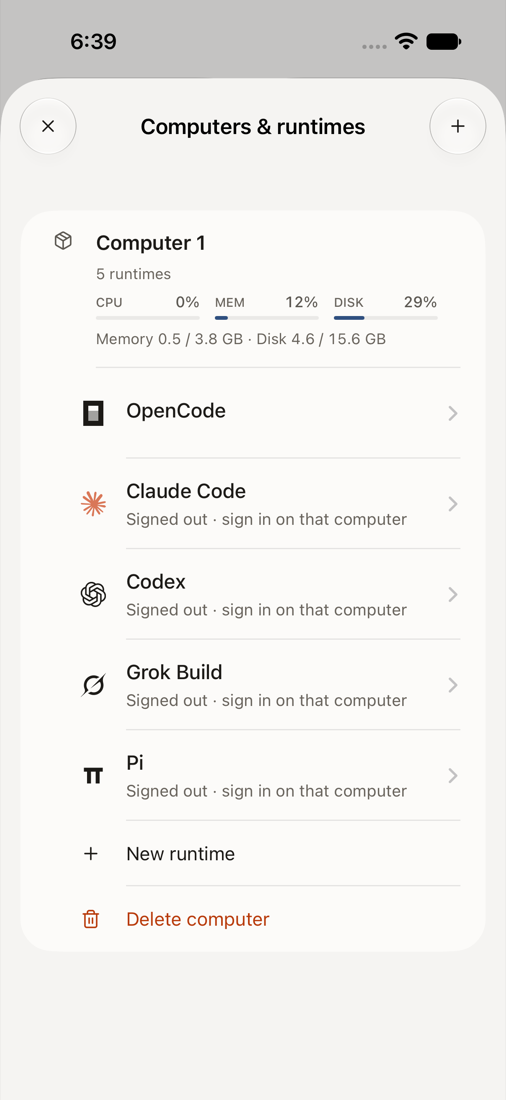 6:39
Computers & runtimes
Computer 1
5 runtimes
CPU 0% MEM 12% DISK 29%
Memory 0.5 / 3.8 GB · Disk 4.6 / 15.6 GB
OpenCode
Claude Code
Signed out · sign in on that computer
Codex
Signed out · sign in on that computer
Grok Build
Signed out · sign in on that computer
Pi
Signed out · sign in on that computer
New runtime
Delete computer